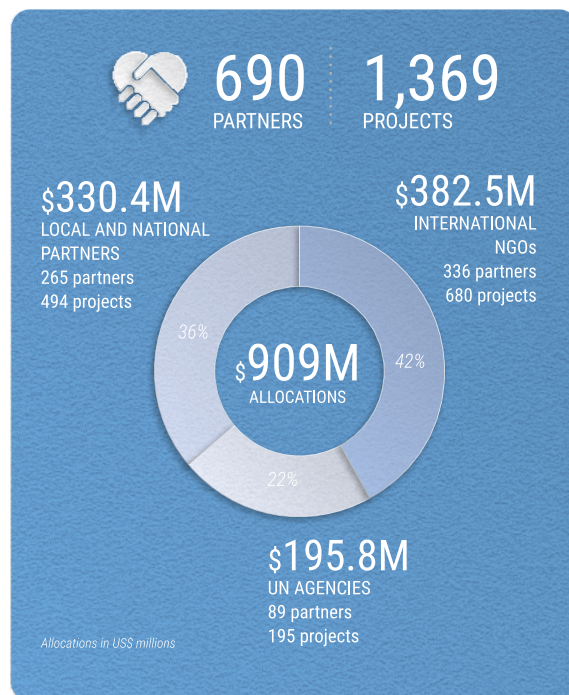 690
PARTNERS
1,369
PROJECTS
$330.4M
LOCAL AND NATIONAL
PARTNERS
265 partners
494 projects
$382.5M
INTERNATIONAL
NGOs
336 partners
680 projects
36%
$909M
ALLOCATIONS
42%
22%
$195.8M
UN AGENCIES
89 partners
195 projects
Allocations in US$ millions